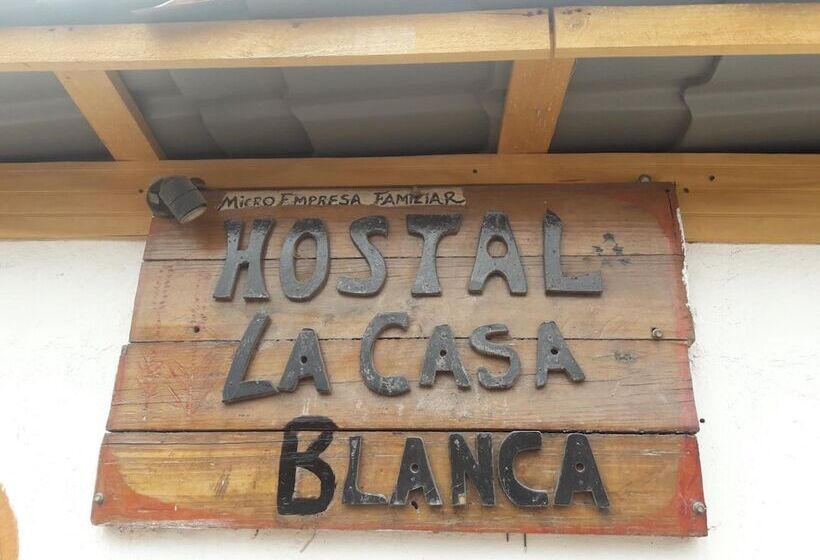 MICRO EMPRESA FAMILIAR
HOSTAL
LA CASA
BLANCA